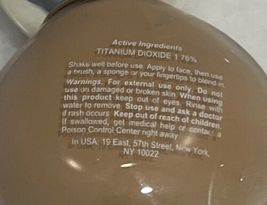 Active Ingredients
TITANIUM DIOXIDE 1.76%
Shake well before use. Apply to face, then use
a brush, a sponge or your fingertips to blend in.
Warnings. For external use only. Do not
use on damaged or broken skin. When using
this product keep out of eyes. Rinse with
water to remove. Stop use and ask a doctor
if rash occurs. Keep out of reach of children.
If swallowed, get medical help or contact a
Poison Control Center right away.
In USA, 19 East, 57th Street, New York,
NY 10022